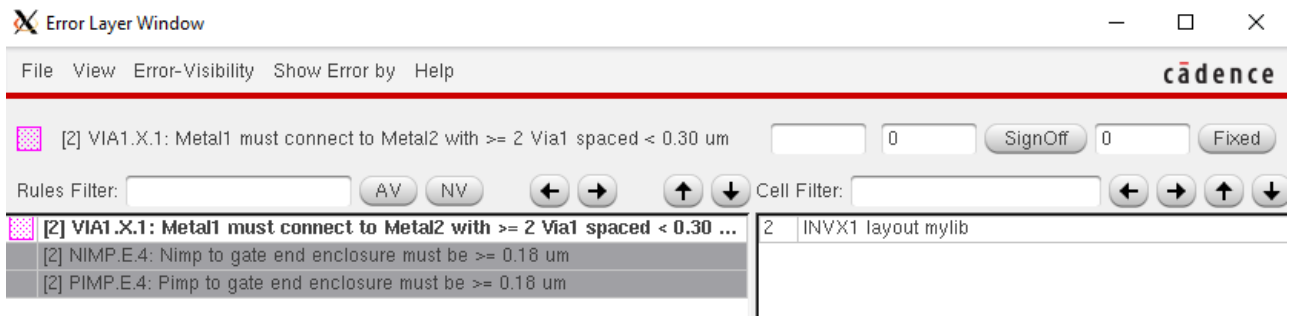 Error Layer Window
File View Error-Visibility Show Error by Help cādence
[2] VIA1.X.1: Metal1 must connect to Metal2 with >= 2 Via1 spaced < 0.30 um 0 SignOff 0 Fixed
Rules Filter: AV NV Cell Filter:
[2] VIA1.X.1: Metal1 must connect to Metal2 with >= 2 Via1 spaced < 0.30 ... 2 INVX1 layout mylib
[2] NIMP.E.4: Nimp to gate end enclosure must be >= 0.18 um
[2] PIMP.E.4: Pimp to gate end enclosure must be >= 0.18 um